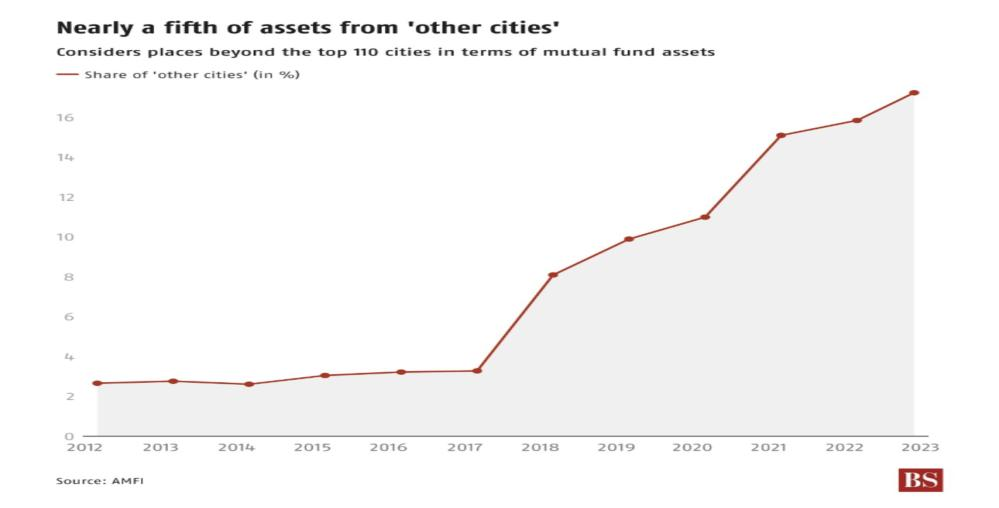 Nearly a fifth of assets from 'other cities'
Considers places beyond the top 110 cities in terms of mutual fund assets
Share of 'other cities' (in %)
16
14
12
10
8
6
4
2
0
2012 2013 2014 2015 2016 2017 2018 2019 2020 2021 2022 2023
Source: AMFI
BS